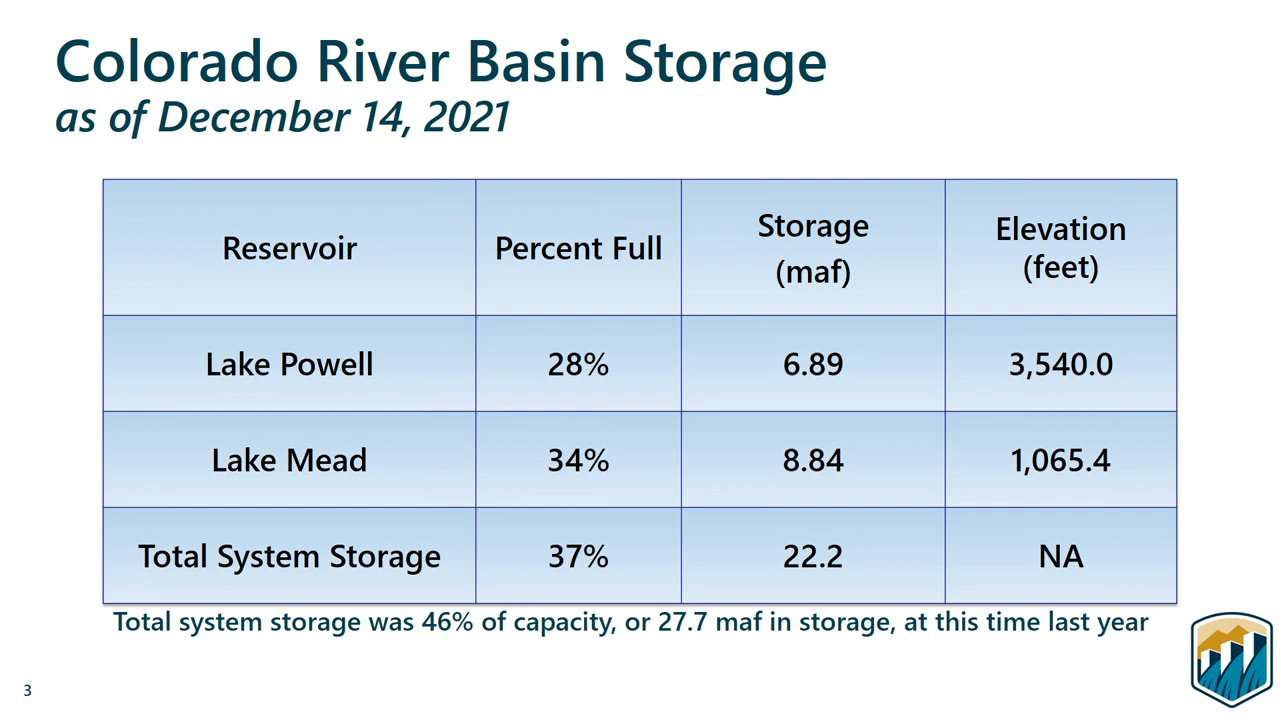 Colorado River Basin Storage
as of December 14, 2021
Reservoir
Percent Full
Storage
(maf)
Elevation
(feet)
Lake Powell
28%
6.89
3,540.0
Lake Mead
34%
8.84
1,065.4
Total System Storage
37%
22.2
NA
Total system storage was 46% of capacity, or 27.7 maf in storage, at this time last year
3